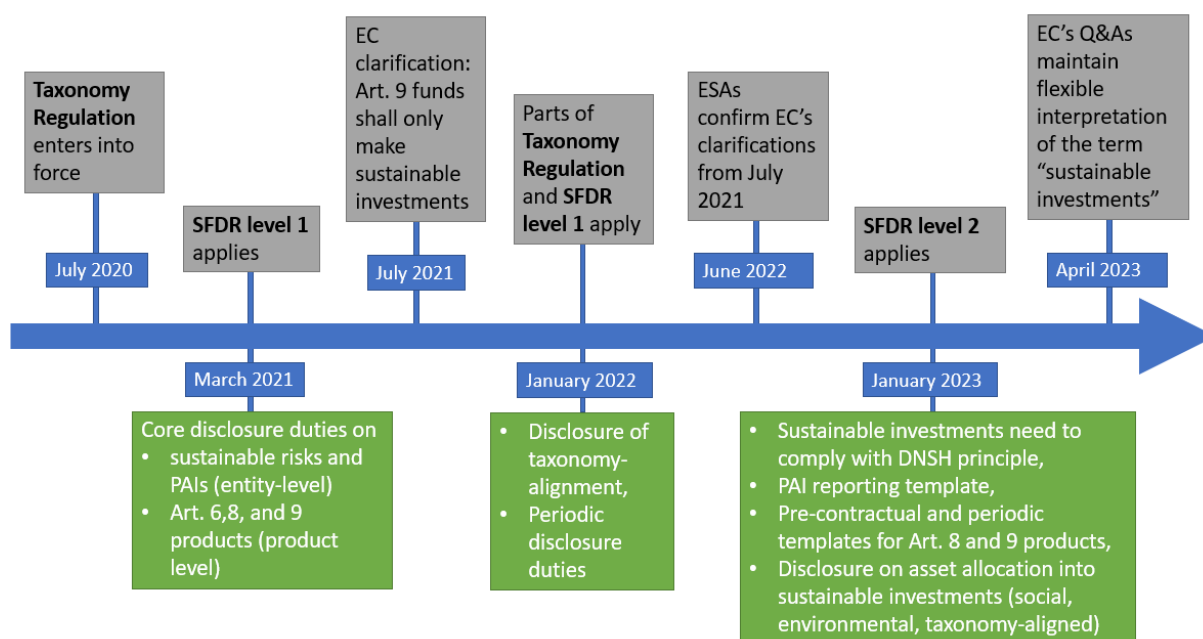 Taxonomy
Regulation
enters into
force
July 2020
SFDR level 1
applies
March 2021
Core disclosure duties on
• sustainable risks and
PAIs (entity-level)
• Art. 6,8, and 9
products (product
level)
EC
clarification:
Art. 9 funds
shall only
make
sustainable
investments
July 2021
Parts of
Taxonomy
Regulation
and SFDR
level 1 apply
January 2022
• Disclosure of
taxonomy-
alignment,
• Periodic
disclosure
duties
ESAs
confirm EC's
clarifications
from July
2021
June 2022
SFDR level 2
applies
January 2023
• Sustainable investments need to
comply with DNSH principle,
• PAI reporting template,
• Pre-contractual and periodic
templates for Art. 8 and 9 products,
• Disclosure on asset allocation into
sustainable investments (social,
environmental, taxonomy-aligned)
EC's Q&As
maintain
flexible
interpretation
of the term
“sustainable
investments”
April 2023